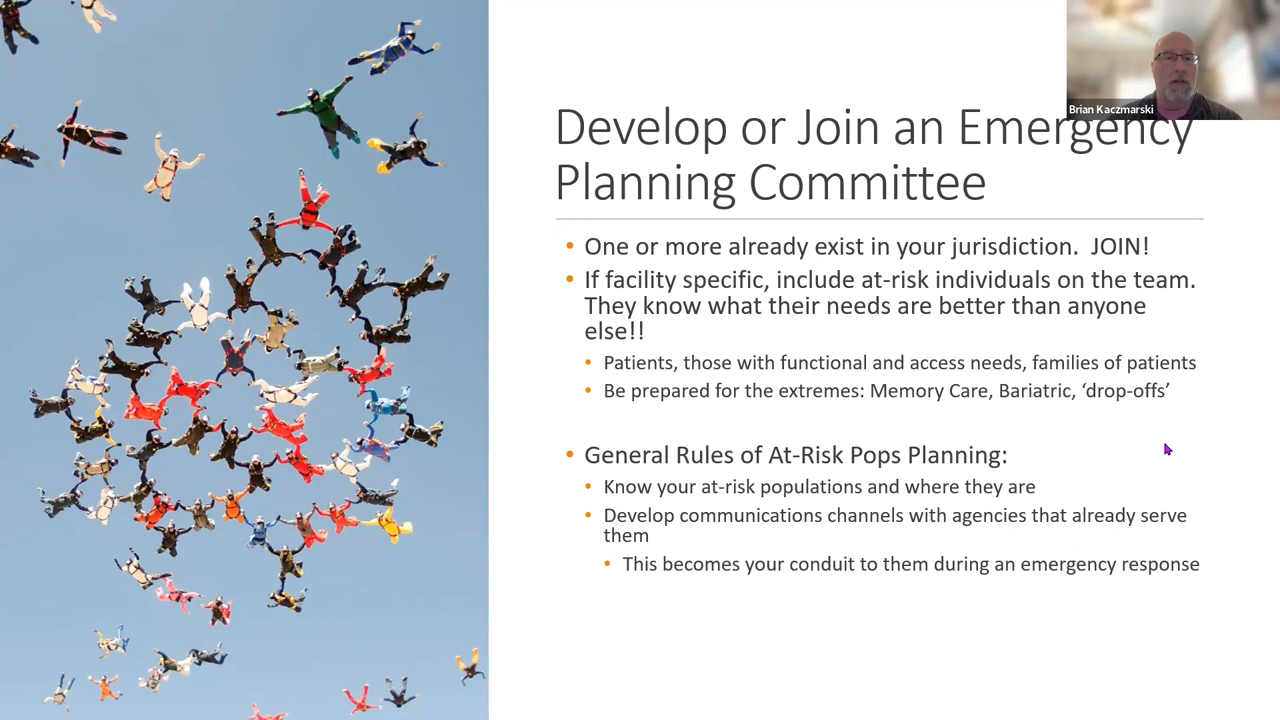 Brian Kaczmarski
Develop or Join an Emergency
Planning Committee
• One or more already exist in your jurisdiction.  JOIN!
• If facility specific, include at-risk individuals on the team.
They know what their needs are better than anyone
else!!
• Patients, those with functional and access needs, families of patients
• Be prepared for the extremes: Memory Care, Bariatric, ‘drop-offs’
• General Rules of At-Risk Pops Planning:
• Know your at-risk populations and where they are
• Develop communications channels with agencies that already serve
them
• This becomes your conduit to them during an emergency response